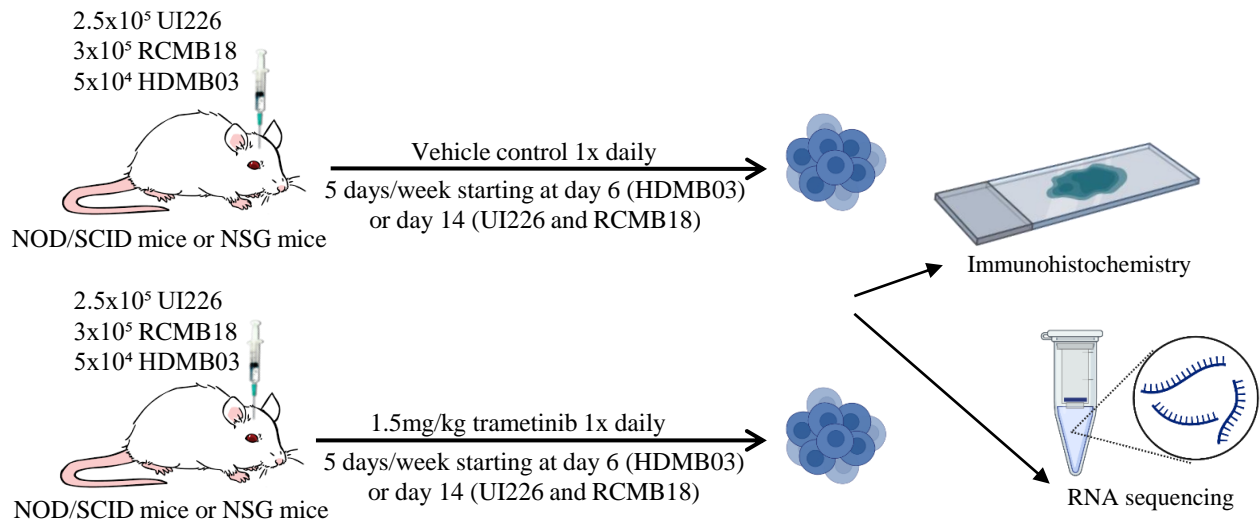 2.5x10⁵ UI226
3x10⁵ RCMB18
5x10⁴ HDMB03
Vehicle control 1x daily
5 days/week starting at day 6 (HDMB03)
or day 14 (UI226 and RCMB18)
NOD/SCID mice or NSG mice
Immunohistochemistry
2.5x10⁵ UI226
3x10⁵ RCMB18
5x10⁴ HDMB03
1.5mg/kg trametinib 1x daily
5 days/week starting at day 6 (HDMB03)
or day 14 (UI226 and RCMB18)
NOD/SCID mice or NSG mice
RNA sequencing